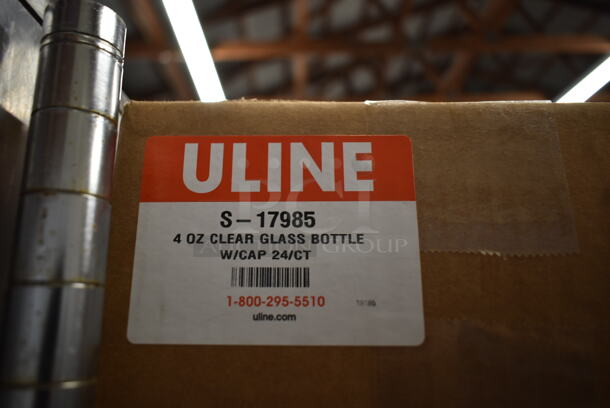 ULINE
S-17985
4 OZ CLEAR GLASS BOTTLE
W/CAP 24/CT
1-800-295-5510
uline.com